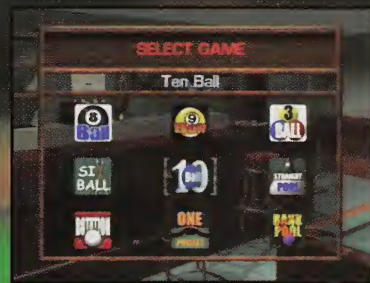 SELECT GAME
Ten Ball
8 Ball
9
3 BALL
SIX BALL
10 Ball
STRAIGHT POOL
ONE POCKET
BANK POOL